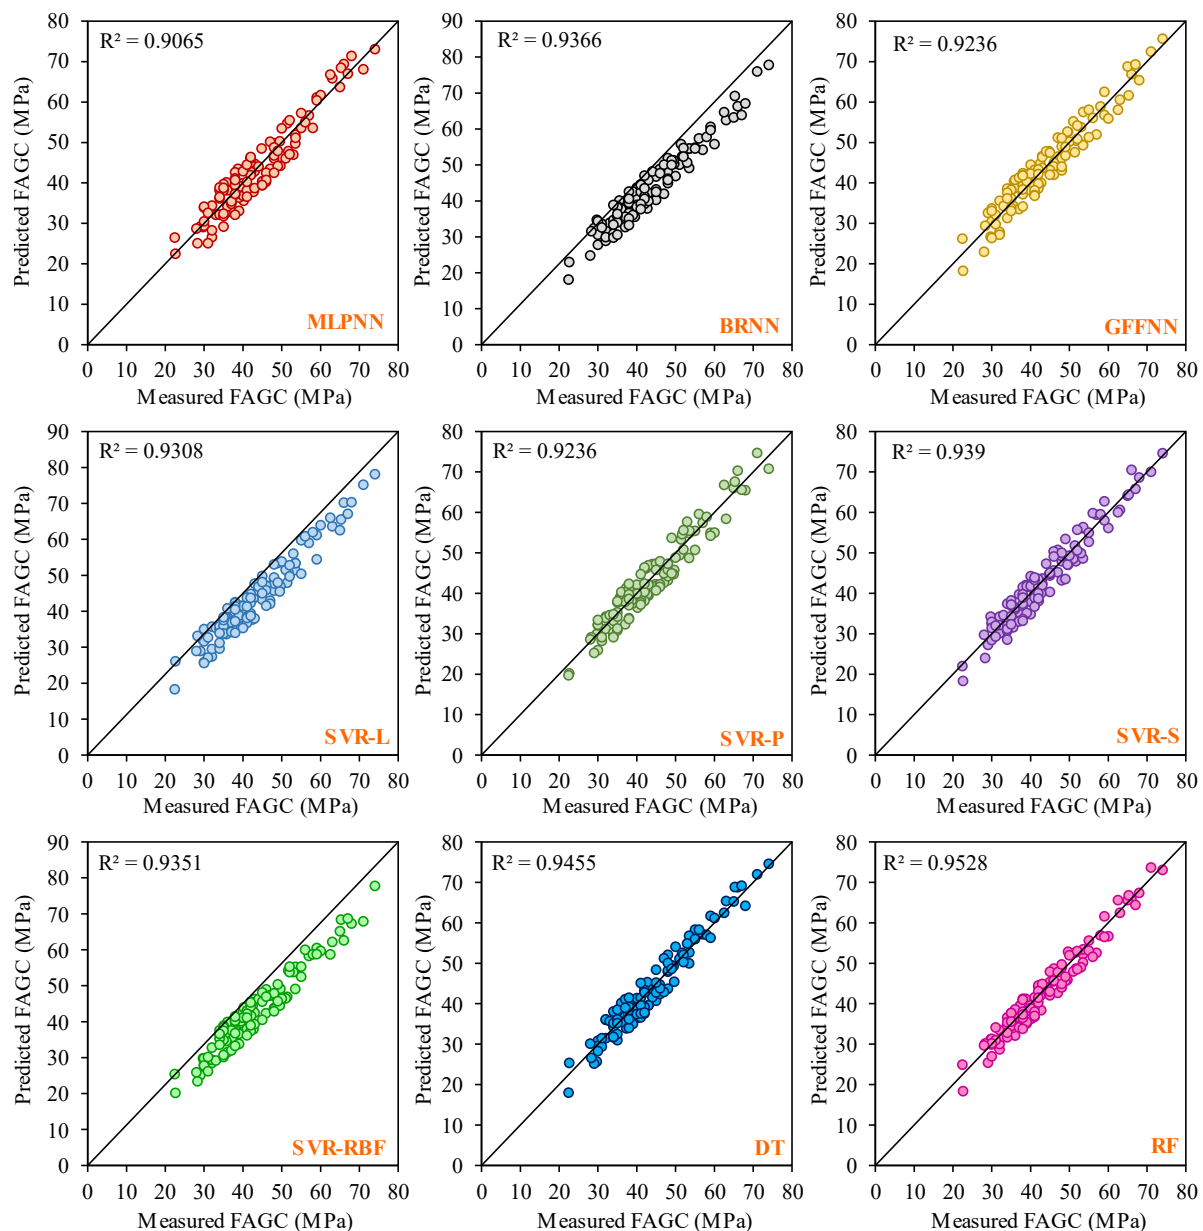 R² = 0.9065
MLPNN
Predicted FAGC (MPa)
0 10 20 30 40 50 60 70 80
0 10 20 30 40 50 60 70 80
Measured FAGC (MPa)
R² = 0.9366
BRNN
Predicted FAGC (MPa)
0 10 20 30 40 50 60 70 80 90
0 10 20 30 40 50 60 70 80
Measured FAGC (MPa)
R² = 0.9236
GFFNN
Predicted FAGC (MPa)
0 10 20 30 40 50 60 70 80
0 10 20 30 40 50 60 70 80
Measured FAGC (MPa)
R² = 0.9308
SVR-L
Predicted FAGC (MPa)
0 10 20 30 40 50 60 70 80 90
0 10 20 30 40 50 60 70 80
Measured FAGC (MPa)
R² = 0.9236
SVR-P
Predicted FAGC (MPa)
0 10 20 30 40 50 60 70 80
0 10 20 30 40 50 60 70 80
Measured FAGC (MPa)
R² = 0.939
SVR-S
Predicted FAGC (MPa)
0 10 20 30 40 50 60 70 80
0 10 20 30 40 50 60 70 80
Measured FAGC (MPa)
R² = 0.9351
SVR-RBF
Predicted FAGC (MPa)
0 10 20 30 40 50 60 70 80 90
0 10 20 30 40 50 60 70 80
Measured FAGC (MPa)
R² = 0.9455
DT
Predicted FAGC (MPa)
0 10 20 30 40 50 60 70 80
0 10 20 30 40 50 60 70 80
Measured FAGC (MPa)
R² = 0.9528
RF
Predicted FAGC (MPa)
0 10 20 30 40 50 60 70 80
0 10 20 30 40 50 60 70 80
Measured FAGC (MPa)